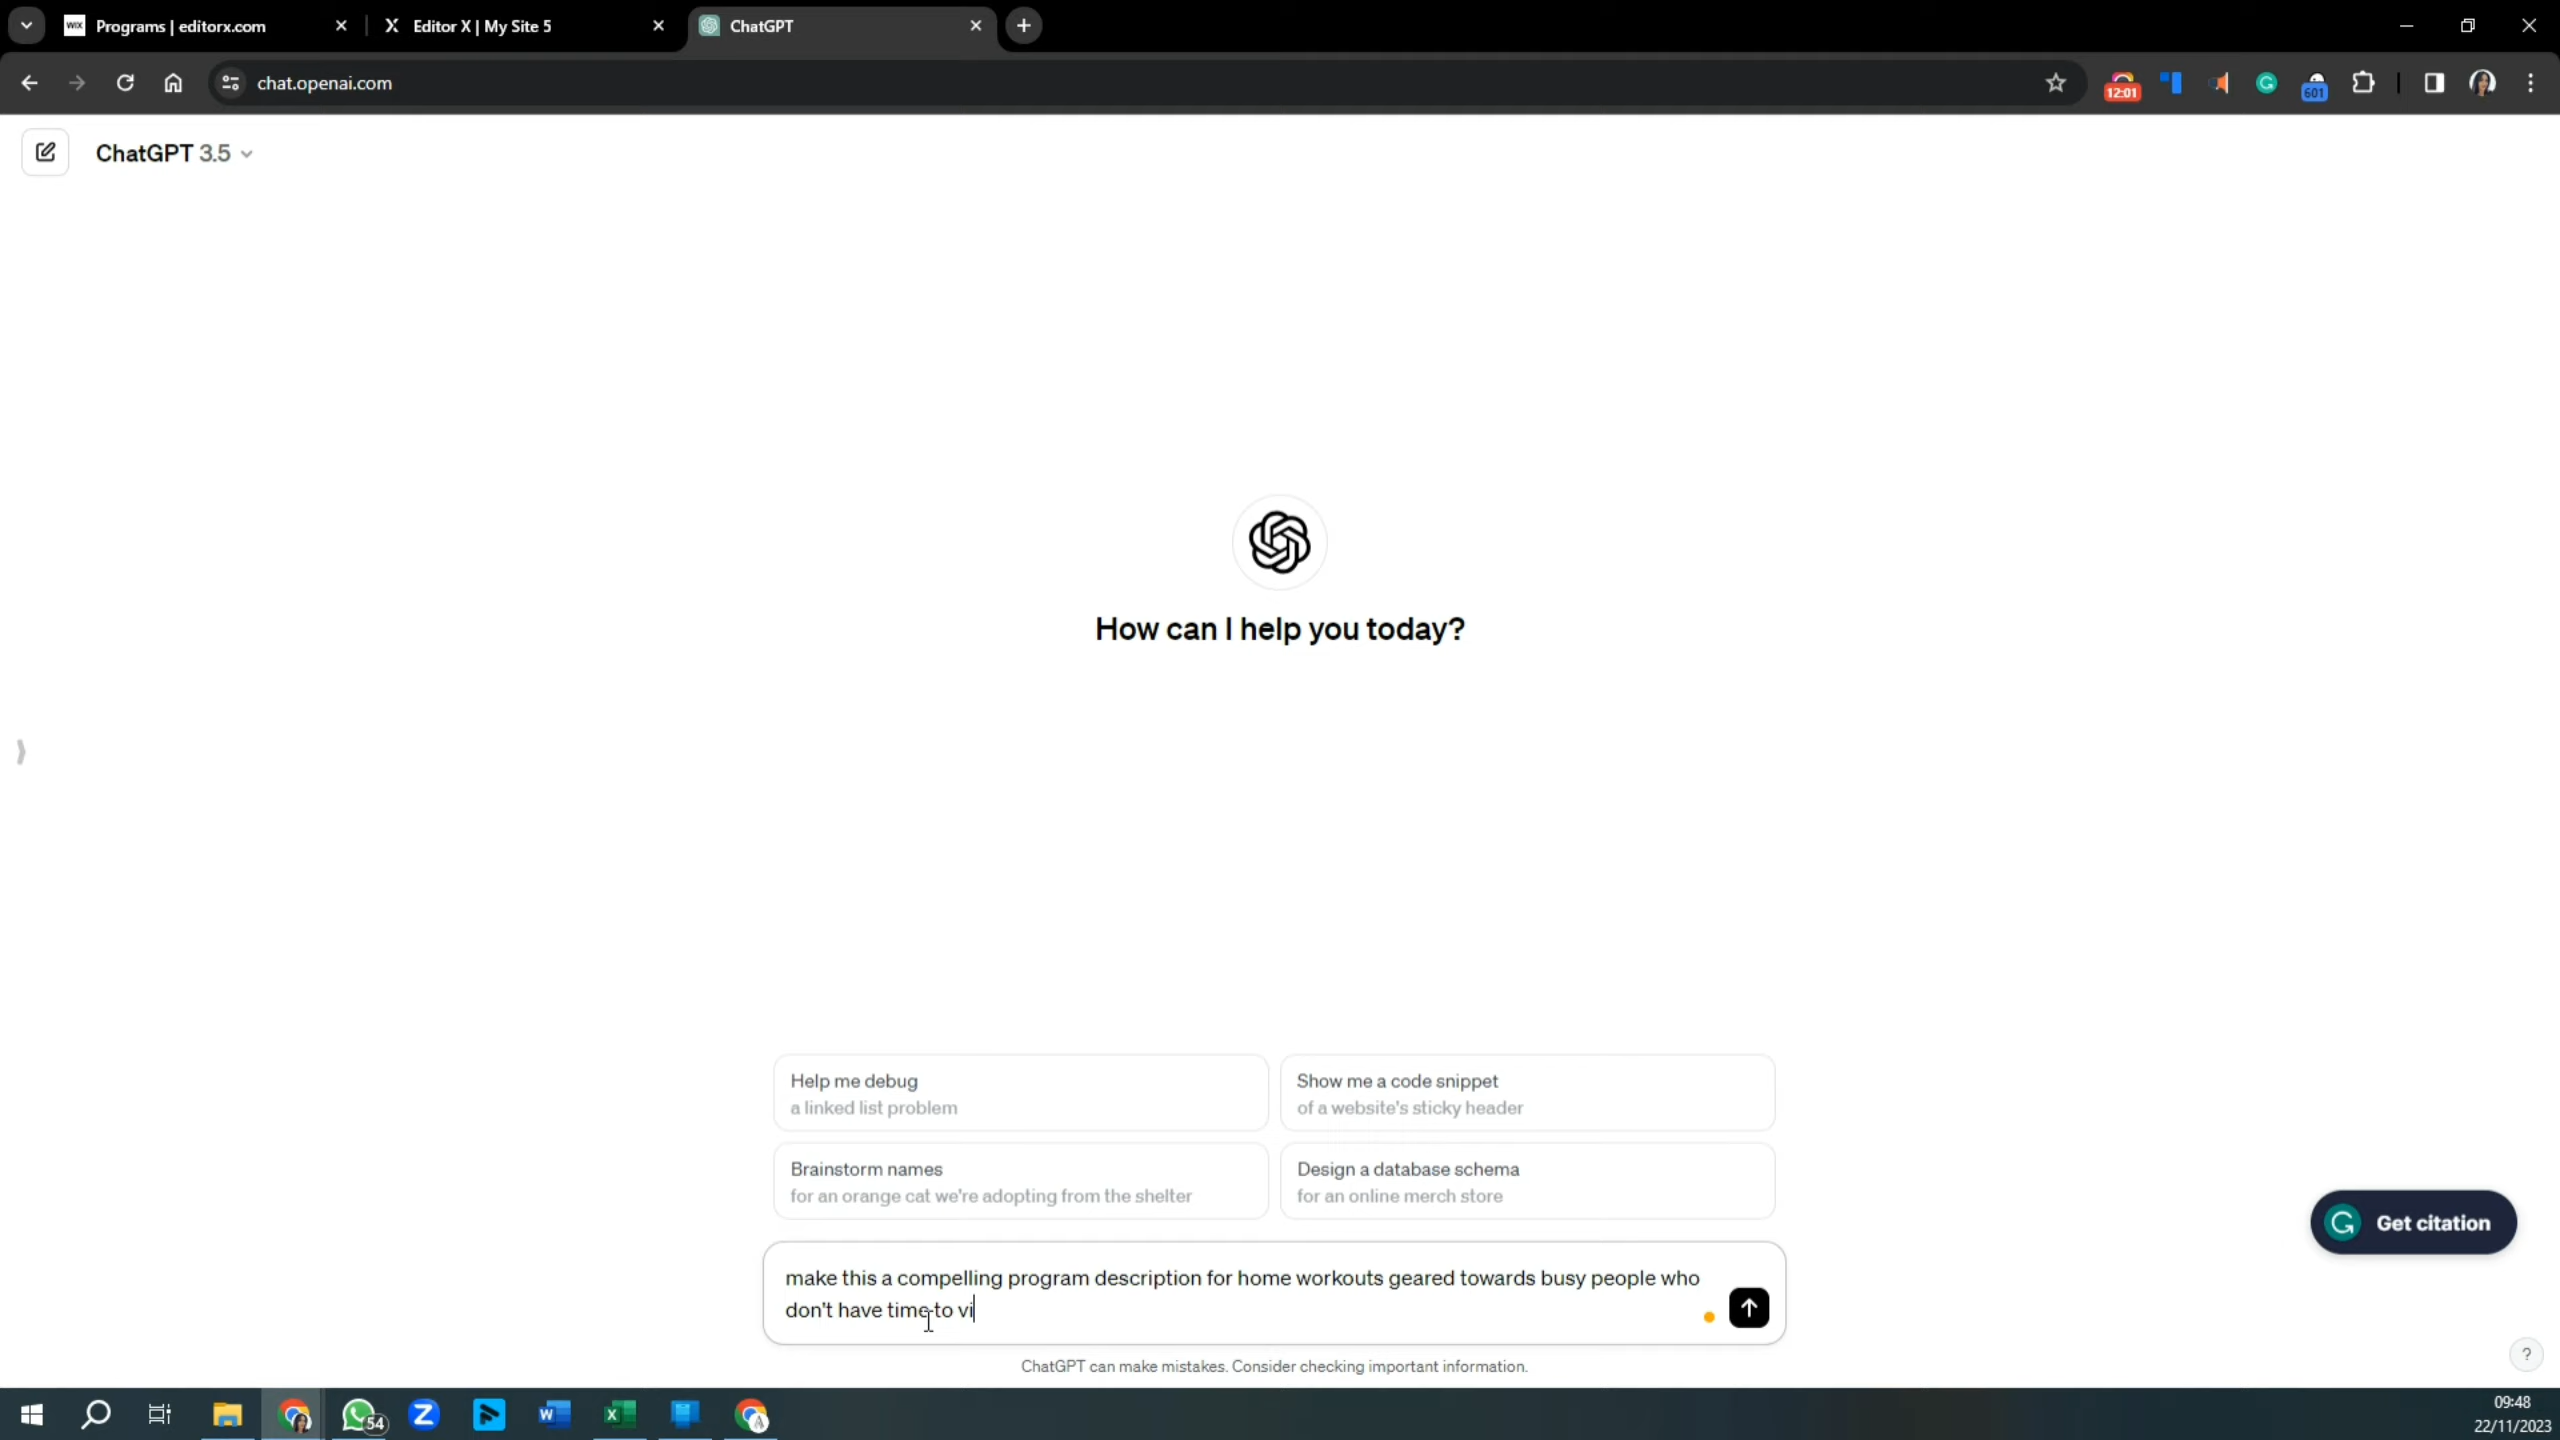 Programs | editorx.com
Editor X | My Site 5
ChatGPT
chat.openai.com
12:01
601
ChatGPT 3.5
How can I help you today?
Help me debug
a linked list problem
Show me a code snippet
of a website's sticky header
Brainstorm names
for an orange cat we're adopting from the shelter
Design a database schema
for an online merch store
Get citation
make this a compelling program description for home workouts geared towards busy people who
don't have time to vi
ChatGPT can make mistakes. Consider checking important information.
?
54
09:48
22/11/2023